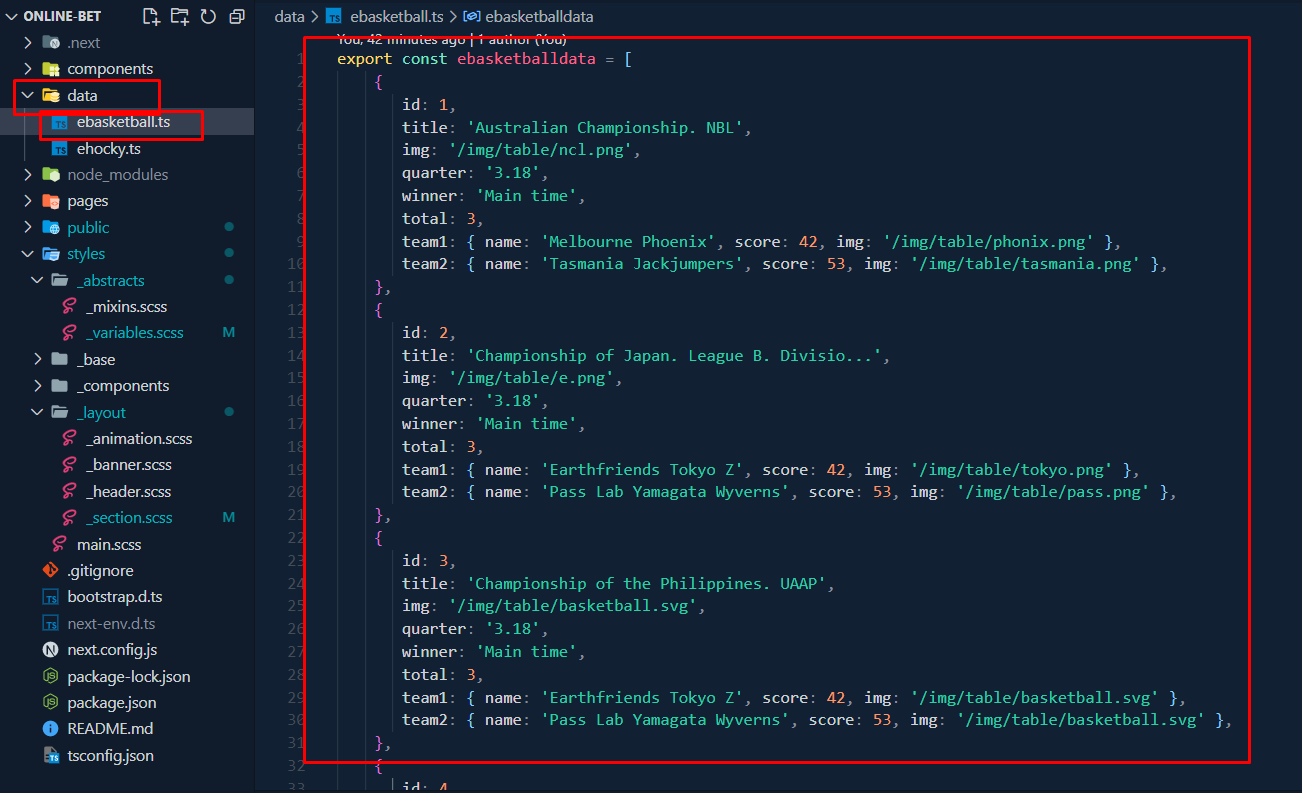 ONLINE-BET
.next
components
data
ebasketball.ts
ehocky.ts
node_modules
pages
public
styles
_abstracts
_mixins.scss
_variables.scss M
_base
_components
_layout
_animation.scss
_banner.scss
_header.scss
_section.scss M
main.scss
.gitignore
bootstrap.d.ts
next-env.d.ts
next.config.js
package-lock.json
package.json
README.md
tsconfig.json
data > TS ebasketball.ts > ebasketballdata
You, 42 minutes ago | 1 author (You)
1 export const ebasketballdata = [
2 {
3 id: 1,
4 title: 'Australian Championship. NBL',
5 img: '/img/table/ncl.png',
6 quarter: '3.18',
7 winner: 'Main time',
8 total: 3,
9 team1: { name: 'Melbourne Phoenix', score: 42, img: '/img/table/phonix.png' },
10 team2: { name: 'Tasmania Jackjumpers', score: 53, img: '/img/table/tasmania.png' },
11 },
12 {
13 id: 2,
14 title: 'Championship of Japan. League B. Divisio...',
15 img: '/img/table/e.png',
16 quarter: '3.18',
17 winner: 'Main time',
18 total: 3,
19 team1: { name: 'Earthfriends Tokyo Z', score: 42, img: '/img/table/tokyo.png' },
20 team2: { name: 'Pass Lab Yamagata Wyverns', score: 53, img: '/img/table/pass.png' },
21 },
22 {
23 id: 3,
24 title: 'Championship of the Philippines. UAAP',
25 img: '/img/table/basketball.svg',
26 quarter: '3.18',
27 winner: 'Main time',
28 total: 3,
29 team1: { name: 'Earthfriends Tokyo Z', score: 42, img: '/img/table/basketball.svg' },
30 team2: { name: 'Pass Lab Yamagata Wyverns', score: 53, img: '/img/table/basketball.svg' },
31 },
32 {
33 id: 4